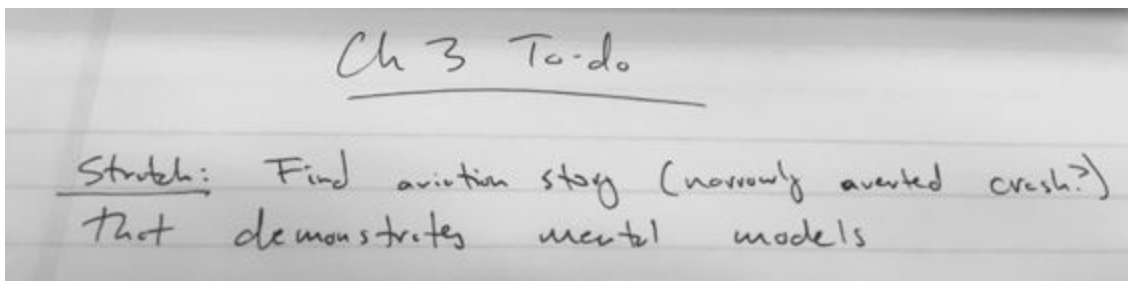 Ch 3 To-do
Stretch: Find aviation story (narrowly averted crash?)
that demonstrates mental models